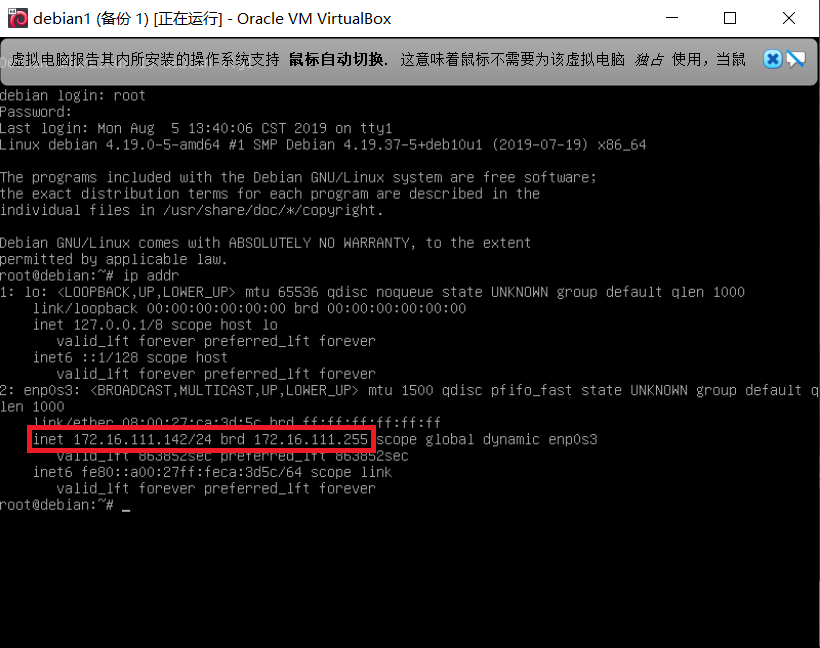 debian1 (备份 1) [正在运行] - Oracle VM VirtualBox
虚拟电脑报告其内所安装的操作系统支持 鼠标自动切换. 这意味着鼠标不需要为该虚拟电脑 独占 使用，当鼠
debian login: root
Password:
Last login: Mon Aug  5 13:40:06 CST 2019 on tty1
Linux debian 4.19.0-5-amd64 #1 SMP Debian 4.19.37-5+deb10u1 (2019-07-19) x86_64
The programs included with the Debian GNU/Linux system are free software;
the exact distribution terms for each program are described in the
individual files in /usr/share/doc/*/copyright.
Debian GNU/Linux comes with ABSOLUTELY NO WARRANTY, to the extent
permitted by applicable law.
root@debian:~# ip addr
1: lo: <LOOPBACK,UP,LOWER_UP> mtu 65536 qdisc noqueue state UNKNOWN group default qlen 1000
link/loopback 00:00:00:00:00:00 brd 00:00:00:00:00:00
inet 127.0.0.1/8 scope host lo
valid_lft forever preferred_lft forever
inet6 ::1/128 scope host
valid_lft forever preferred_lft forever
2: enp0s3: <BROADCAST,MULTICAST,UP,LOWER_UP> mtu 1500 qdisc pfifo_fast state UNKNOWN group default q
len 1000
link/ether 08:00:27:ca:3d:5c brd ff:ff:ff:ff:ff:ff
inet 172.16.111.142/24 brd 172.16.111.255 scope global dynamic enp0s3
valid_lft 863852sec preferred_lft 863852sec
inet6 fe80::a00:27ff:feca:3d5c/64 scope link
valid_lft forever preferred_lft forever
root@debian:~# _